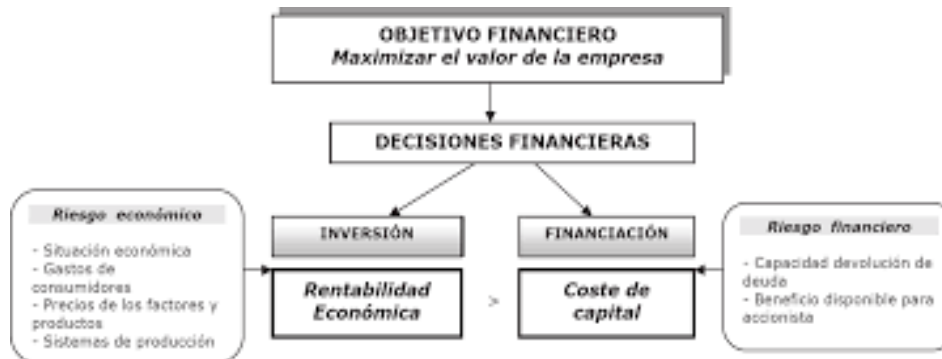 OBJETIVO FINANCIERO
Maximizar el valor de la empresa
DECISIONES FINANCIERAS
Riesgo económico
- Situación económica
- Gastos de
consumidores
- Precios de los factores y
productos
- Sistemas de producción
INVERSIÓN
Rentabilidad
Económica
>
FINANCIACIÓN
Coste de
capital
Riesgo financiero
- Capacidad devolución de
deuda
- Beneficio disponible para
accionista